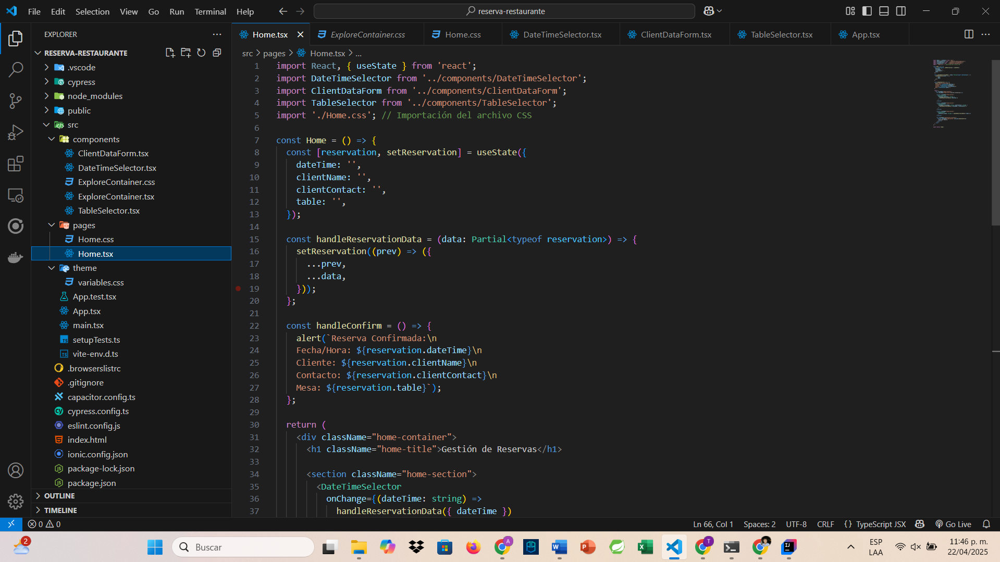 File Edit Selection View Go Run Terminal Help
reserva-restaurante
EXPLORER
RESERVA-RESTAURANTE
.vscode
cypress
node_modules
public
src
components
ClientDataForm.tsx
DateTimeSelector.tsx
ExploreContainer.css
ExploreContainer.tsx
TableSelector.tsx
pages
Home.css
Home.tsx
theme
variables.css
App.test.tsx
App.tsx
main.tsx
setupTests.ts
vite-env.d.ts
.browserslistrc
.gitignore
capacitor.config.ts
cypress.config.ts
eslint.config.js
index.html
ionic.config.json
package-lock.json
package.json
OUTLINE
TIMELINE
Home.tsx ExploreContainer.css Home.css DateTimeSelector.tsx ClientDataForm.tsx TableSelector.tsx App.tsx
src > pages > Home.tsx > ...
1 import React, { useState } from 'react';
2 import DateTimeSelector from '../components/DateTimeSelector';
3 import ClientDataForm from '../components/ClientDataForm';
4 import TableSelector from '../components/TableSelector';
5 import './Home.css'; // Importación del archivo CSS
6
7 const Home = () => {
8 const [reservation, setReservation] = useState({
9 dateTime: '',
10 clientName: '',
11 clientContact: '',
12 table: '',
13 });
14
15 const handleReservationData = (data: Partial<typeof reservation>) => {
16 setReservation((prev) => ({
17 ...prev,
18 ...data,
19 }));
20 };
21
22 const handleConfirm = () => {
23 alert(`Reserva Confirmada:\n
24 Fecha/Hora: ${reservation.dateTime}\n
25 Cliente: ${reservation.clientName}\n
26 Contacto: ${reservation.clientContact}\n
27 Mesa: ${reservation.table}`);
28 };
29
30 return (
31 <div className="home-container">
32 <h1 className="home-title">Gestión de Reservas</h1>
33
34 <section className="home-section">
35 <DateTimeSelector
36 onChange={(dateTime: string) =>
37 handleReservationData({ dateTime })
0 0
Ln 66, Col 1 Spaces: 2 UTF-8 CRLF {} TypeScript JSX Go Live
2
Buscar
A
T
ESP
LAA
11:46 p. m.
22/04/2025